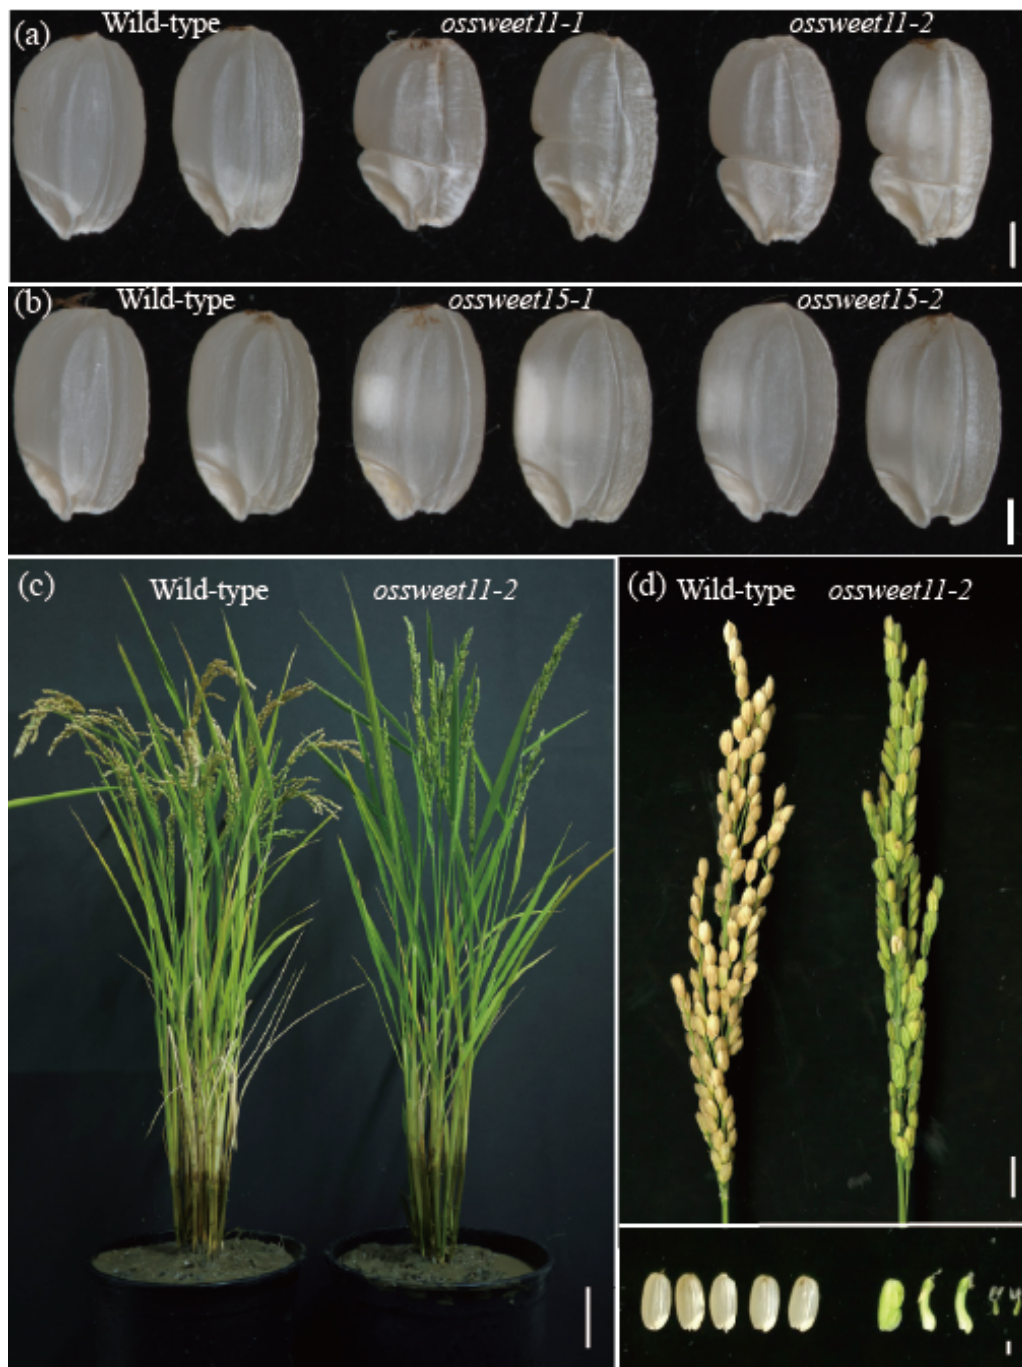 (a) Wild-type ossweet11-1 ossweet11-2
(b) Wild-type ossweet15-1 ossweet15-2
(c) Wild-type ossweet11-2
(d) Wild-type ossweet11-2